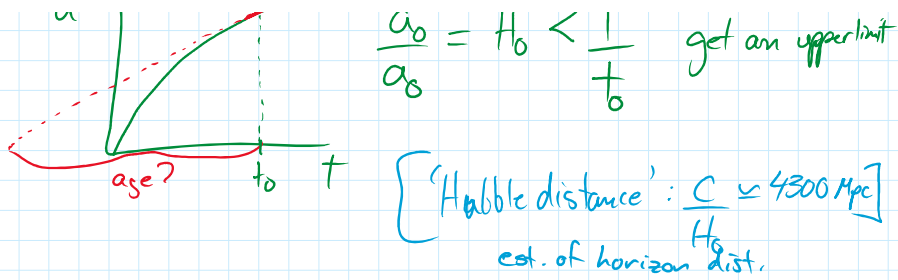 a
ȧ₀/a₀ = H₀ < 1/t₀ get an upperlimit
age?
t₀ t
['Hubble distance' : C/H₀ ≃ 4300 Mpc]
est. of horizon dist.